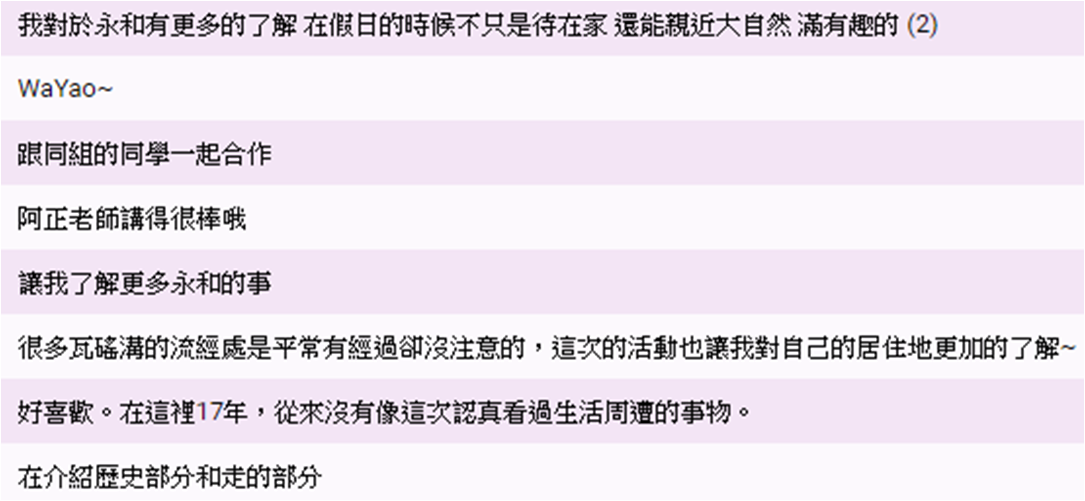 我對於永和有更多的了解 在假日的時候不只是待在家 還能親近大自然 滿有趣的 (2)
WaYao~
跟同組的同學一起合作
阿正老師講得很棒哦
讓我了解更多永和的事
很多瓦磘溝的流經處是平常有經過卻沒注意的，這次的活動也讓我對自己的居住地更加的了解~
好喜歡。在這裡17年，從來沒有像這次認真看過生活周遭的事物。
在介紹歷史部分和走的部分